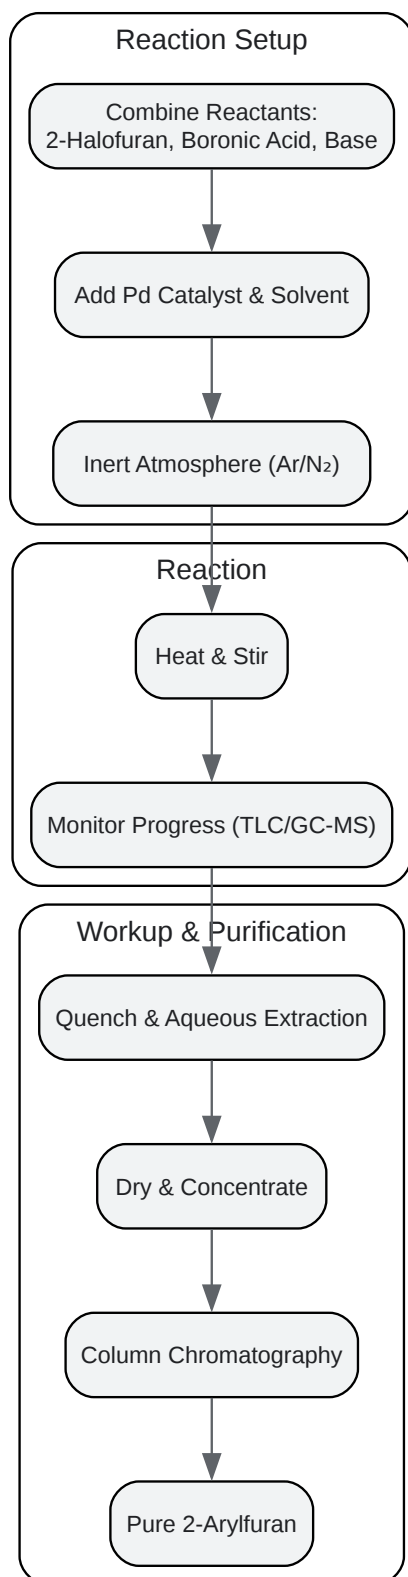 Reaction Setup
Combine Reactants:
2-Halofuran, Boronic Acid, Base
Add Pd Catalyst & Solvent
Inert Atmosphere (Ar/N₂)
Reaction
Heat & Stir
Monitor Progress (TLC/GC-MS)
Workup & Purification
Quench & Aqueous Extraction
Dry & Concentrate
Column Chromatography
Pure 2-Arylfuran